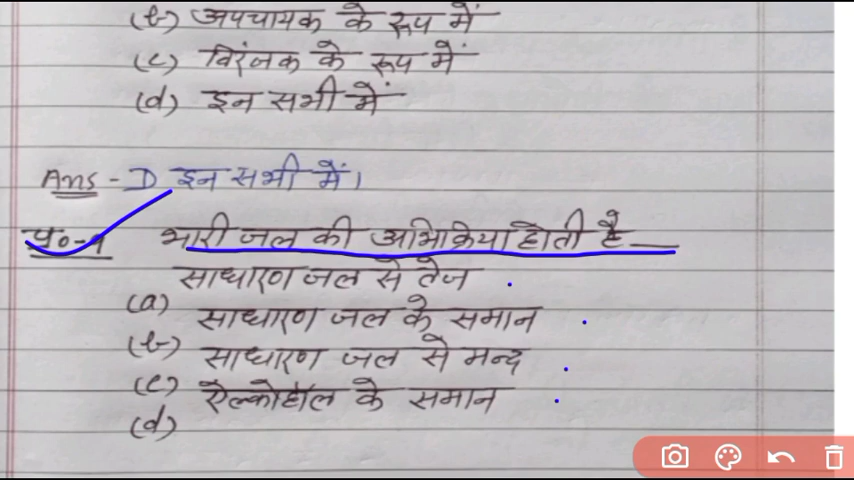 (b) अपचायक के रूप में
(c) विरंजक के रूप में
(d) इन सभी में
Ans - D इन सभी में।
प्र०-9 भारी जल की अभिक्रिया होती है —
साधारण जल से तेज
(a) साधारण जल के समान
(b) साधारण जल से मन्द
(c) ऐल्कोहॉल के समान
(d)